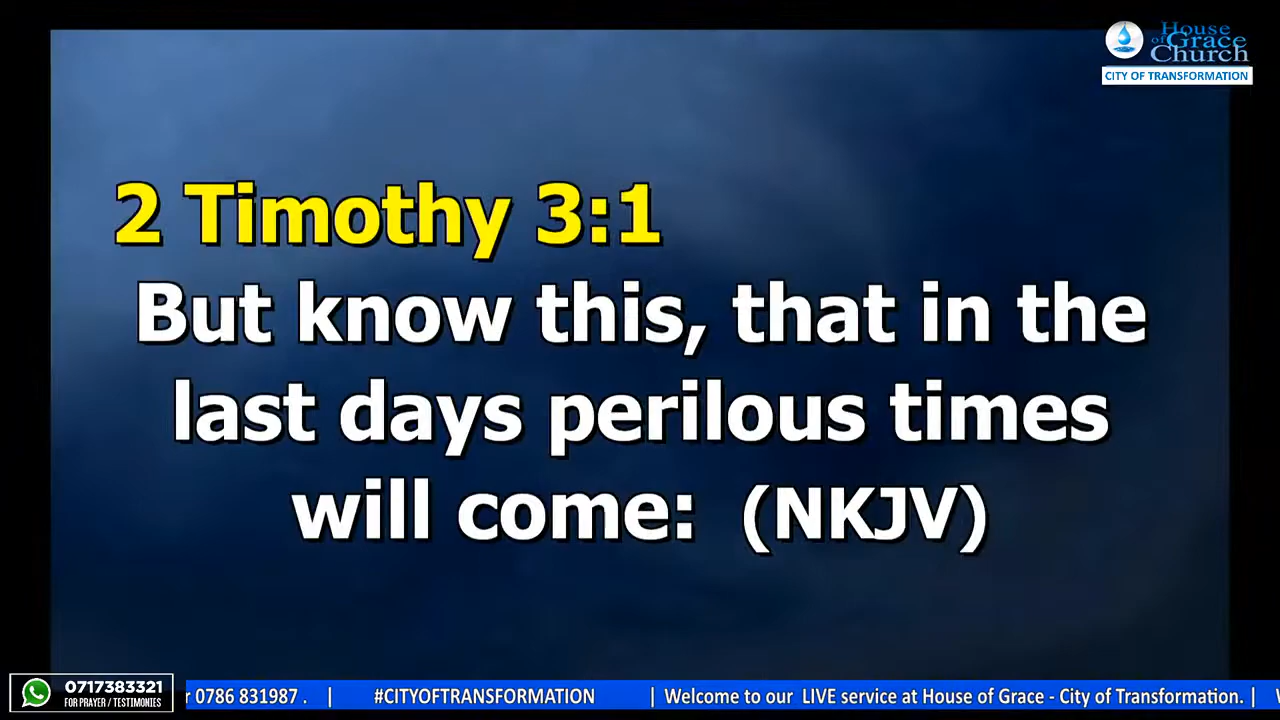 House
of Grace
Church
CITY OF TRANSFORMATION
2 Timothy 3:1
But know this, that in the
last days perilous times
will come: (NKJV)
0717383321
FOR PRAYER / TESTIMONIES
r 0786 831987 . | #CITYOFTRANSFORMATION | Welcome to our LIVE service at House of Grace - City of Transformation. |